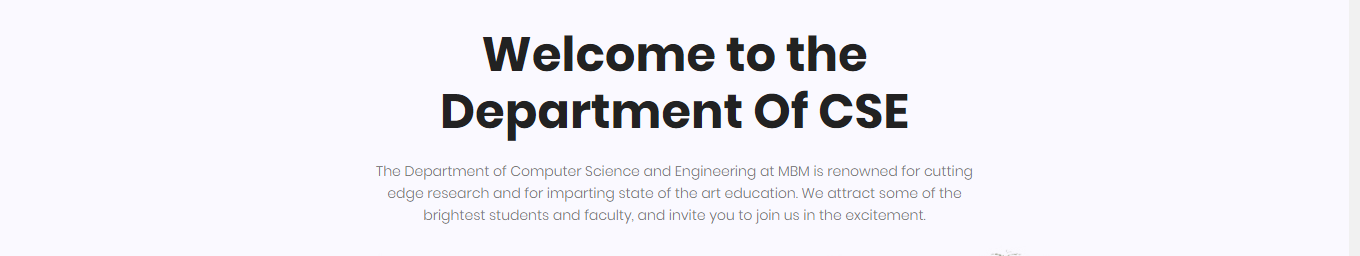 Welcome to the
Department Of CSE
The Department of Computer Science and Engineering at MBM is renowned for cutting
edge research and for imparting state of the art education. We attract some of the
brightest students and faculty, and invite you to join us in the excitement.